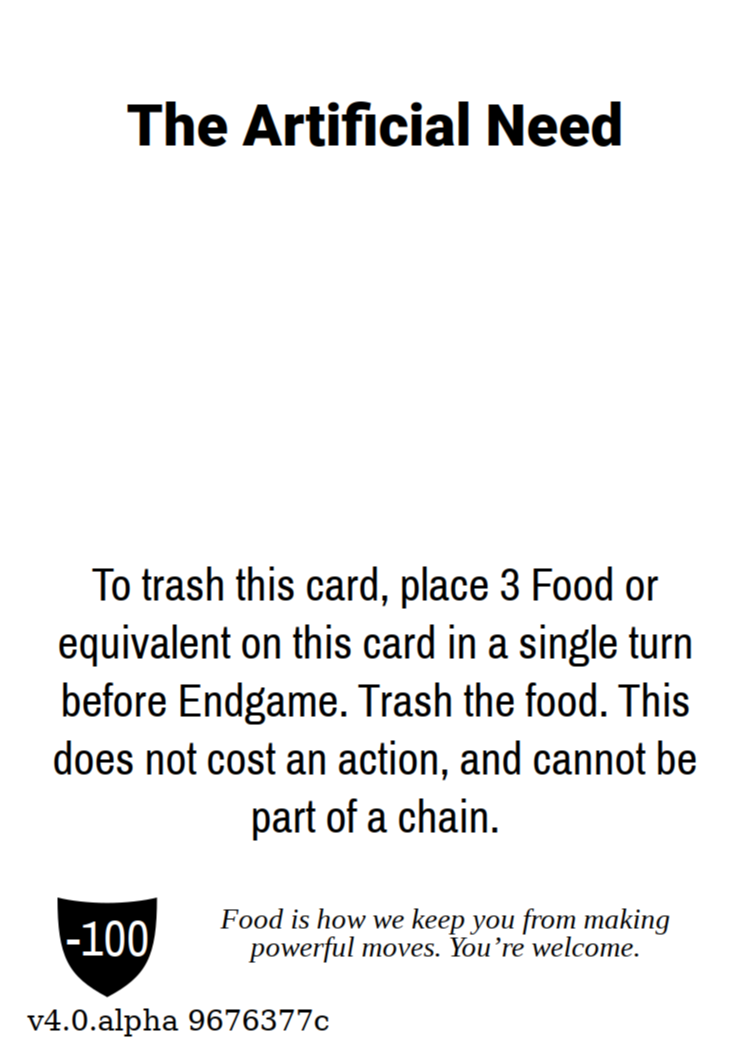 The Artificial Need
To trash this card, place 3 Food or
equivalent on this card in a single turn
before Endgame. Trash the food. This
does not cost an action, and cannot be
part of a chain.
-100
Food is how we keep you from making
powerful moves. You’re welcome.
v4.0.alpha 9676377c